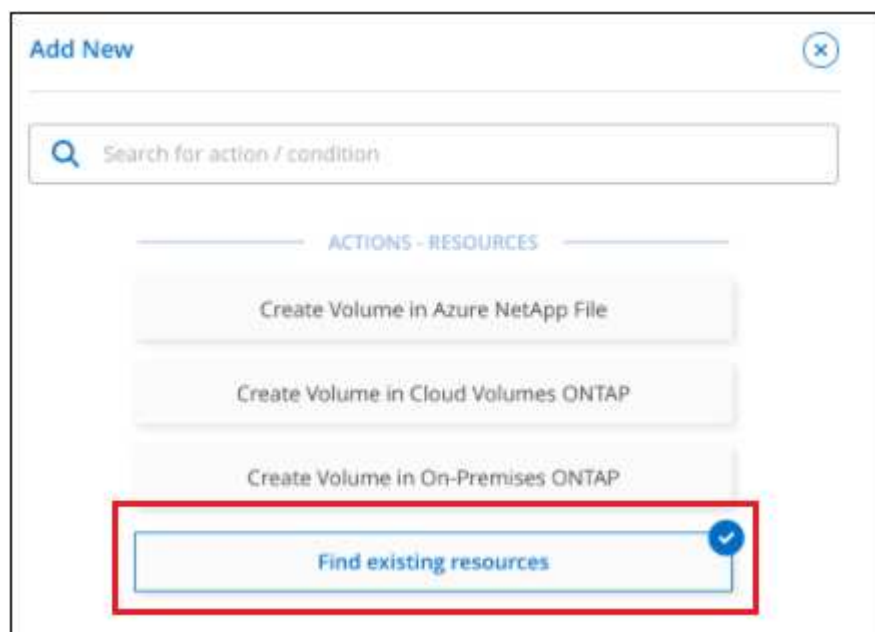 Add New
Search for action / condition
ACTIONS - RESOURCES
Create Volume in Azure NetApp File
Create Volume in Cloud Volumes ONTAP
Create Volume in On-Premises ONTAP
Find existing resources